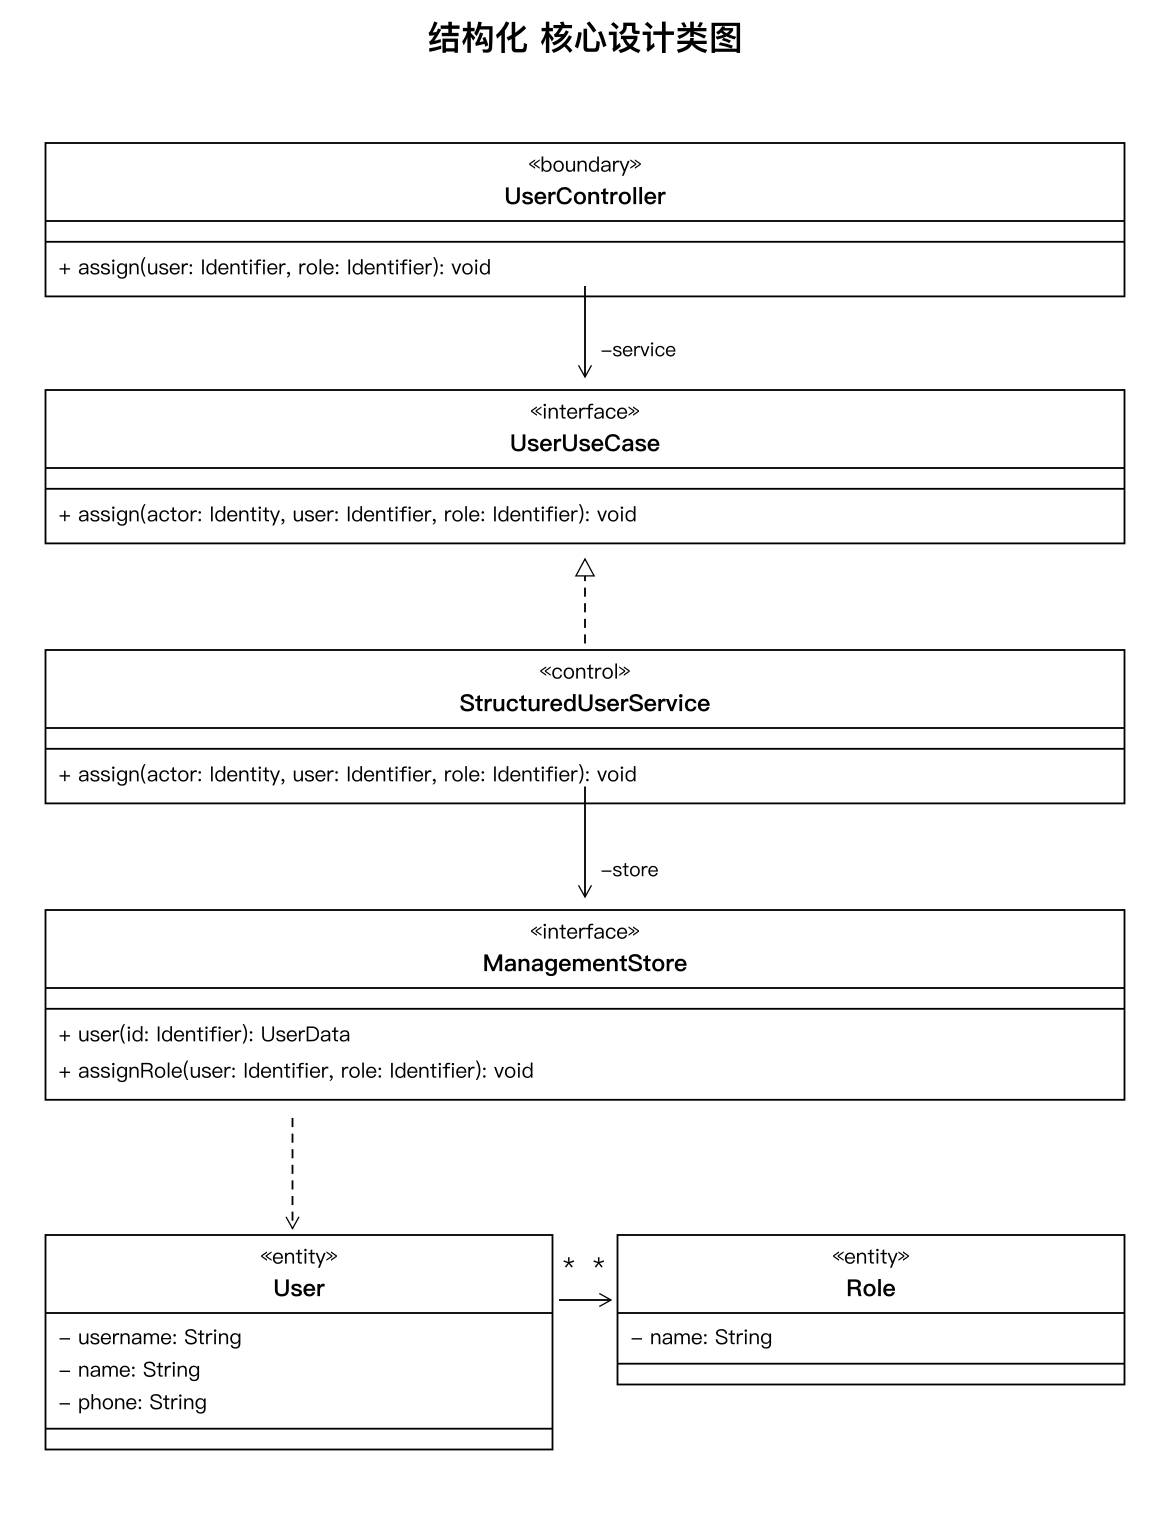 结构化 核心设计类图
«boundary»
UserController
+ assign(user: Identifier, role: Identifier): void
–service
«interface»
UserUseCase
+ assign(actor: Identity, user: Identifier, role: Identifier): void
«control»
StructuredUserService
+ assign(actor: Identity, user: Identifier, role: Identifier): void
–store
«interface»
ManagementStore
+ user(id: Identifier): UserData
+ assignRole(user: Identifier, role: Identifier): void
«entity»
User
– username: String
– name: String
– phone: String
* *
«entity»
Role
– name: String